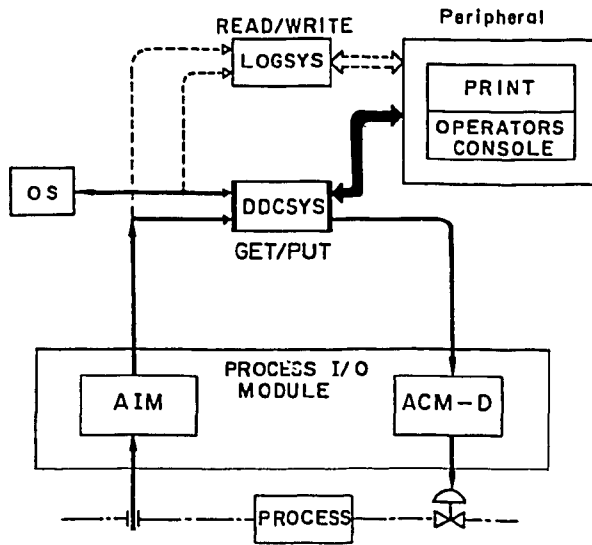 READ/WRITE
Peripheral
LOGSYS
PRINT
OPERATORS
CONSOLE
OS
DDCSYS
GET/PUT
PROCESS I/O
MODULE
AIM
ACM-D
PROCESS